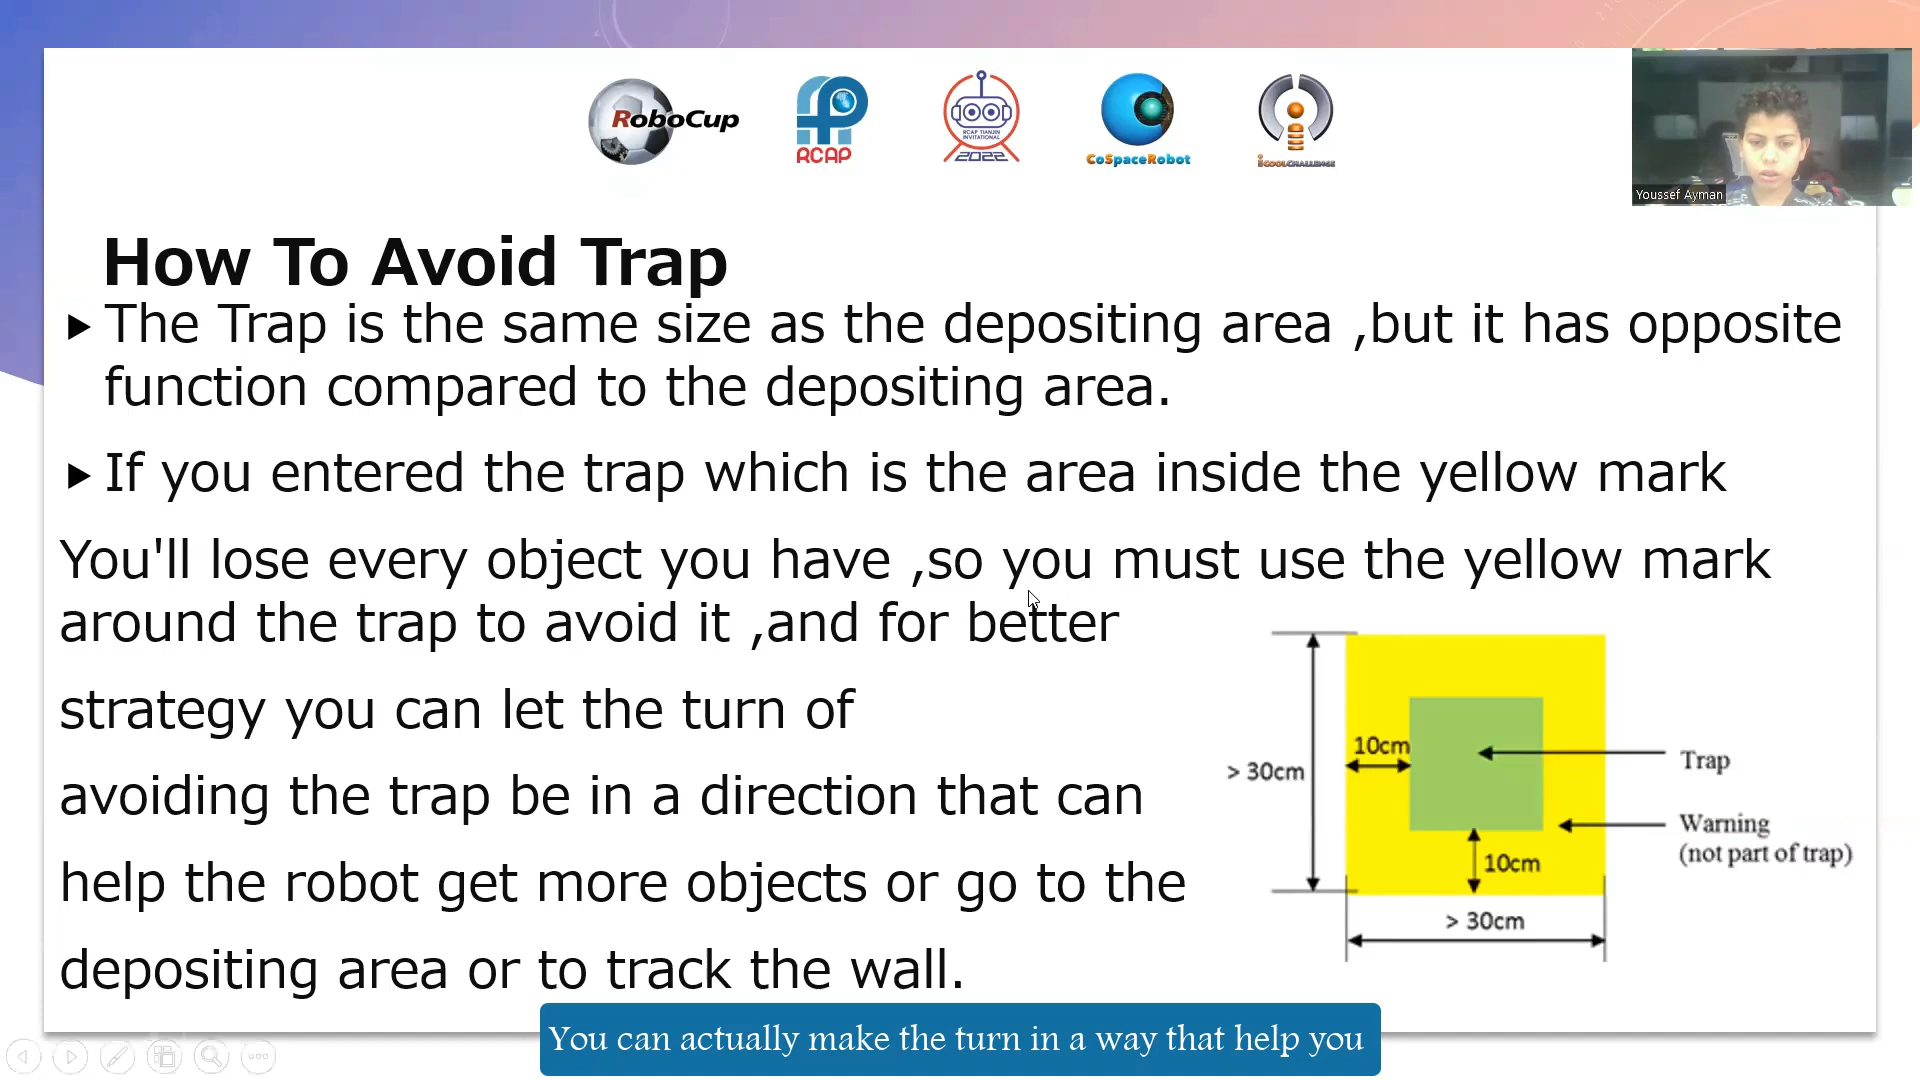 RoboCup
RCAP
RCAP TIANJIN
INVITATIONAL
2022
CoSpaceRobot
iCOOLCHALLENGE
Youssef Ayman
How To Avoid Trap
The Trap is the same size as the depositing area ,but it has opposite
function compared to the depositing area.
If you entered the trap which is the area inside the yellow mark
You'll lose every object you have ,so you must use the yellow mark
around the trap to avoid it ,and for better
strategy you can let the turn of
avoiding the trap be in a direction that can
help the robot get more objects or go to the
depositing area or to track the wall.
10cm
> 30cm
Trap
Warning
(not part of trap)
10cm
> 30cm
You can actually make the turn in a way that help you